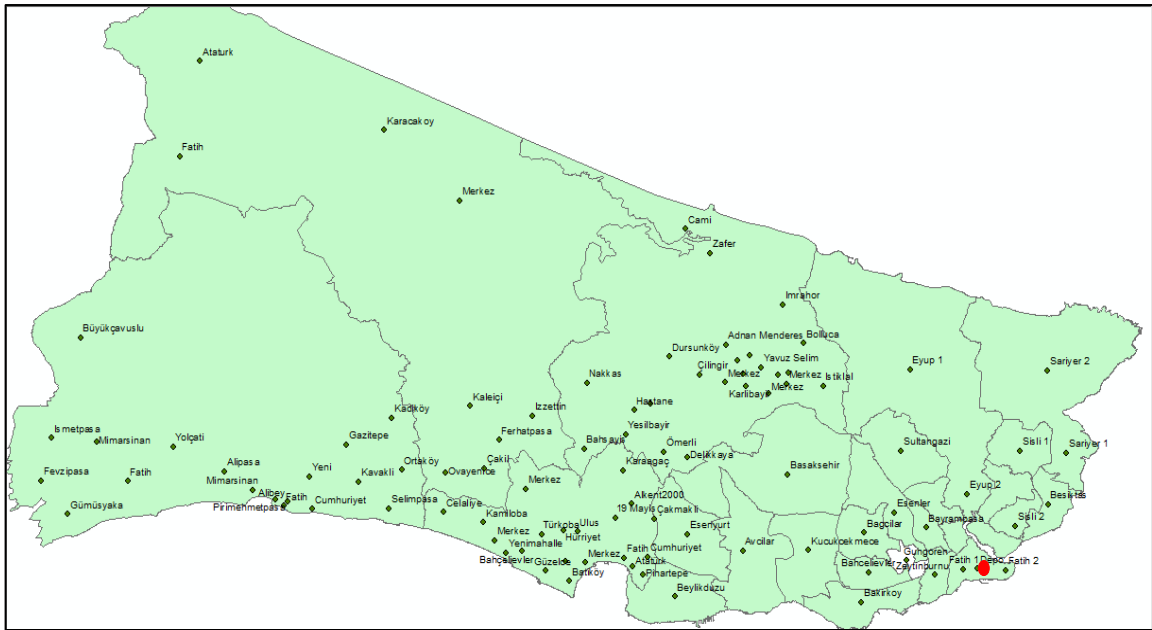 Ataturk
Karacakoy
Fatih
Merkez
Cami
Zafer
Imrahor
Büyükçavuslu
Adnan Menderes
Bolluca
Dursunköy
Yavuz Selim
Eyup 1
Sariyer 2
Çilingir
Nakkas
Merkez
Merkez
Istiklal
Karlibayir
Merkez
Kaleiçi
Hastane
Izzettin
Kadiköy
Ismetpasa
Mimarsinan
Yolçati
Gazitepe
Ferhatpasa
Yesilbayir
Bahsayis
Ömerli
Delikkaya
Sultangazi
Sisli 1
Sariyer 1
Fevzipasa
Fatih
Alipasa
Yeni
Kavakli
Ortaköy
Ovayenice
Çakil
Karaagaç
Basaksehir
Mimarsinan
Merkez
Eyup 2
Alibey
Fatih
Alkent2000
Besiktas
Gümüsyaka
Pirimehmetpasa
Cumhuriyet
Selimpasa
Celaliye
Kamiloba
19 Mayis
Çakmakli
Esenler
Sisli 2
Türkoba
Ulus
Bagcilar
Bayrampasa
Merkez
Hürriyet
Esenyurt
Yenimahalle
Avcilar
Kucukcekmece
Bahçelievler
Güzelce
Merkez
Fatih
Cumhuriyet
Gungoren
Bahcelievler
Zeytinburnu
Fatih 1
Depo
Fatih 2
Batiköy
Atatürk
Pinartepe
Beylikduzu
Bakirkoy